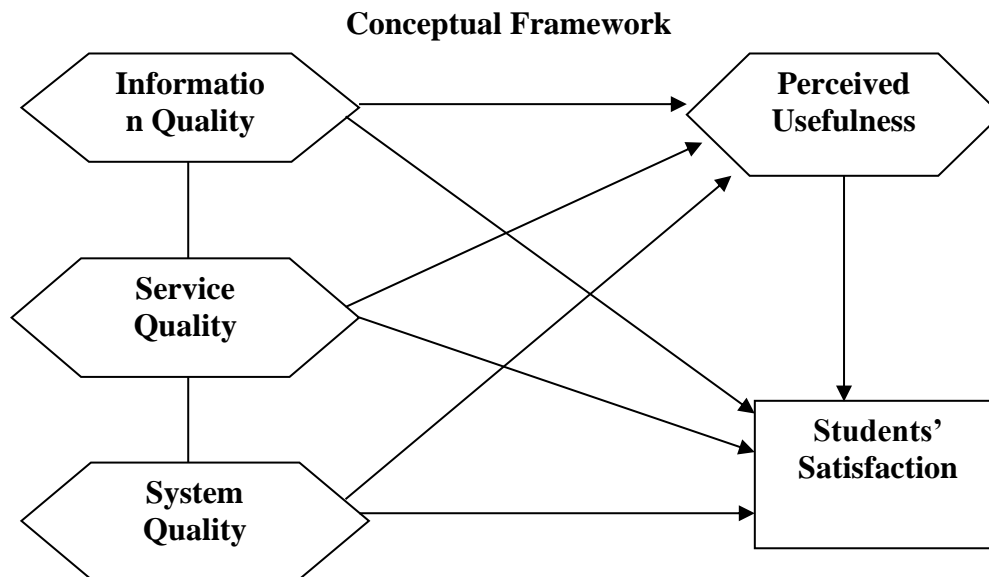 Conceptual Framework
Informatio
n Quality
Perceived
Usefulness
Service
Quality
Students’
Satisfaction
System
Quality